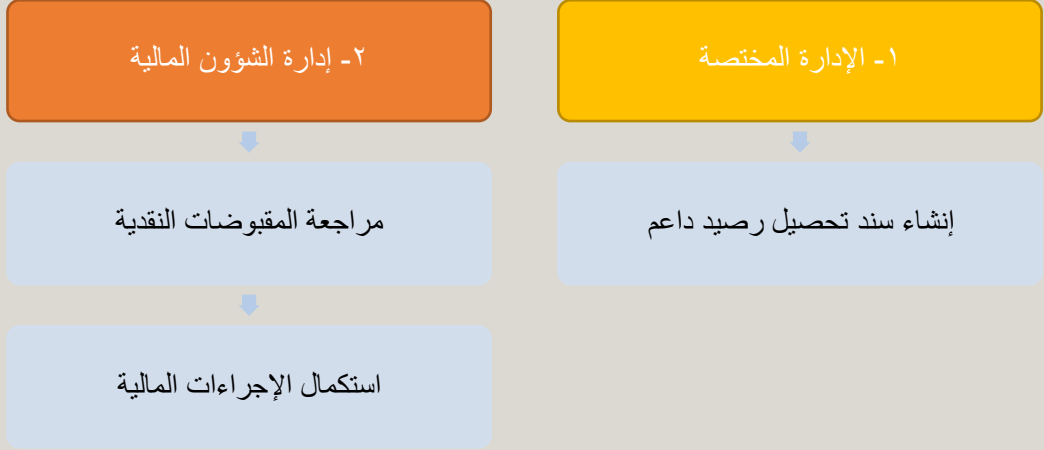 ١- الإدارة المختصة
إنشاء سند تحصيل رصيد داعم
٢- إدارة الشؤون المالية
مراجعة المقبوضات النقدية
استكمال الإجراءات المالية